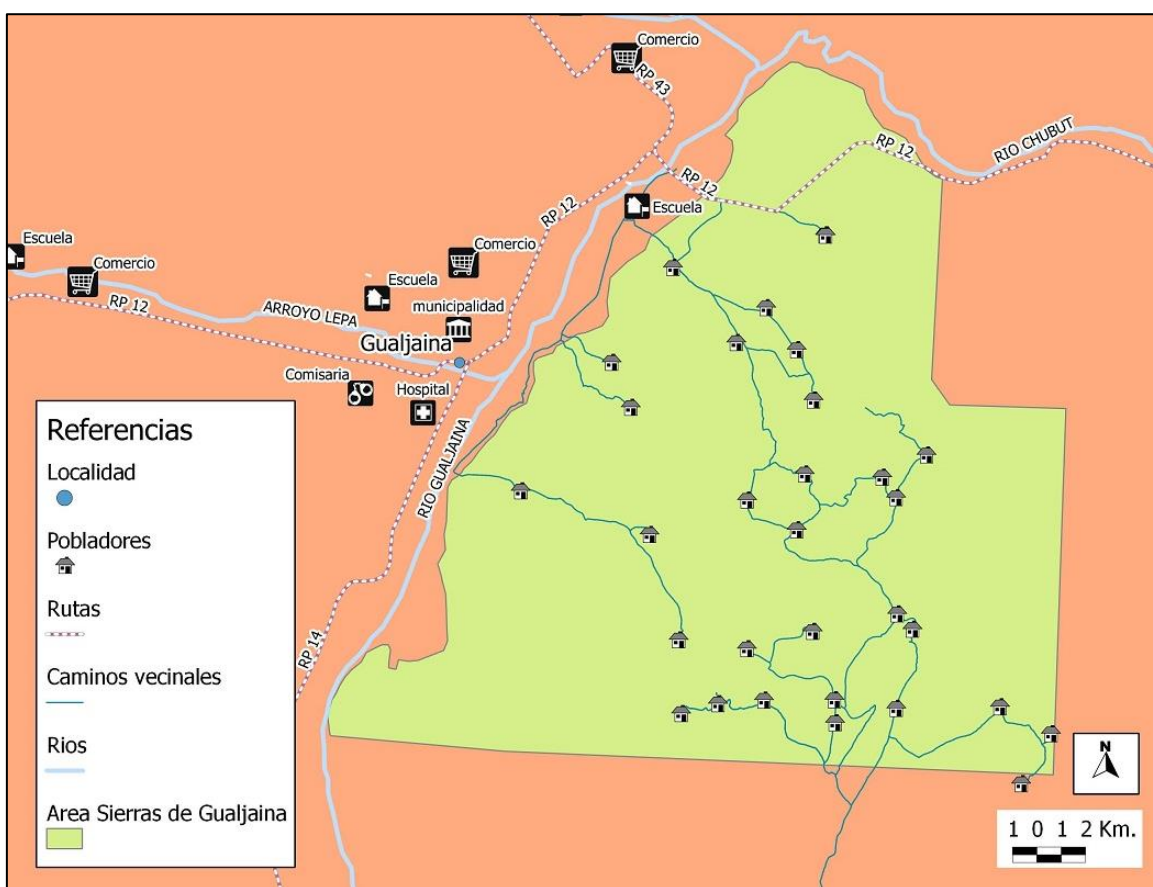 Comercio
RP 43
RIO CHUBUT
RP 12
RP 12
Escuela
RP 12
Escuela
Comercio
Comercio
Escuela
RP 12
ARROYO LEPA
municipalidad
Gualjaina
Comisaria
Hospital
RIO GUALJAINA
RP 14
Referencias
Localidad
Pobladores
Rutas
Caminos vecinales
Rios
Area Sierras de Gualjaina
N
1 0 1 2 Km.